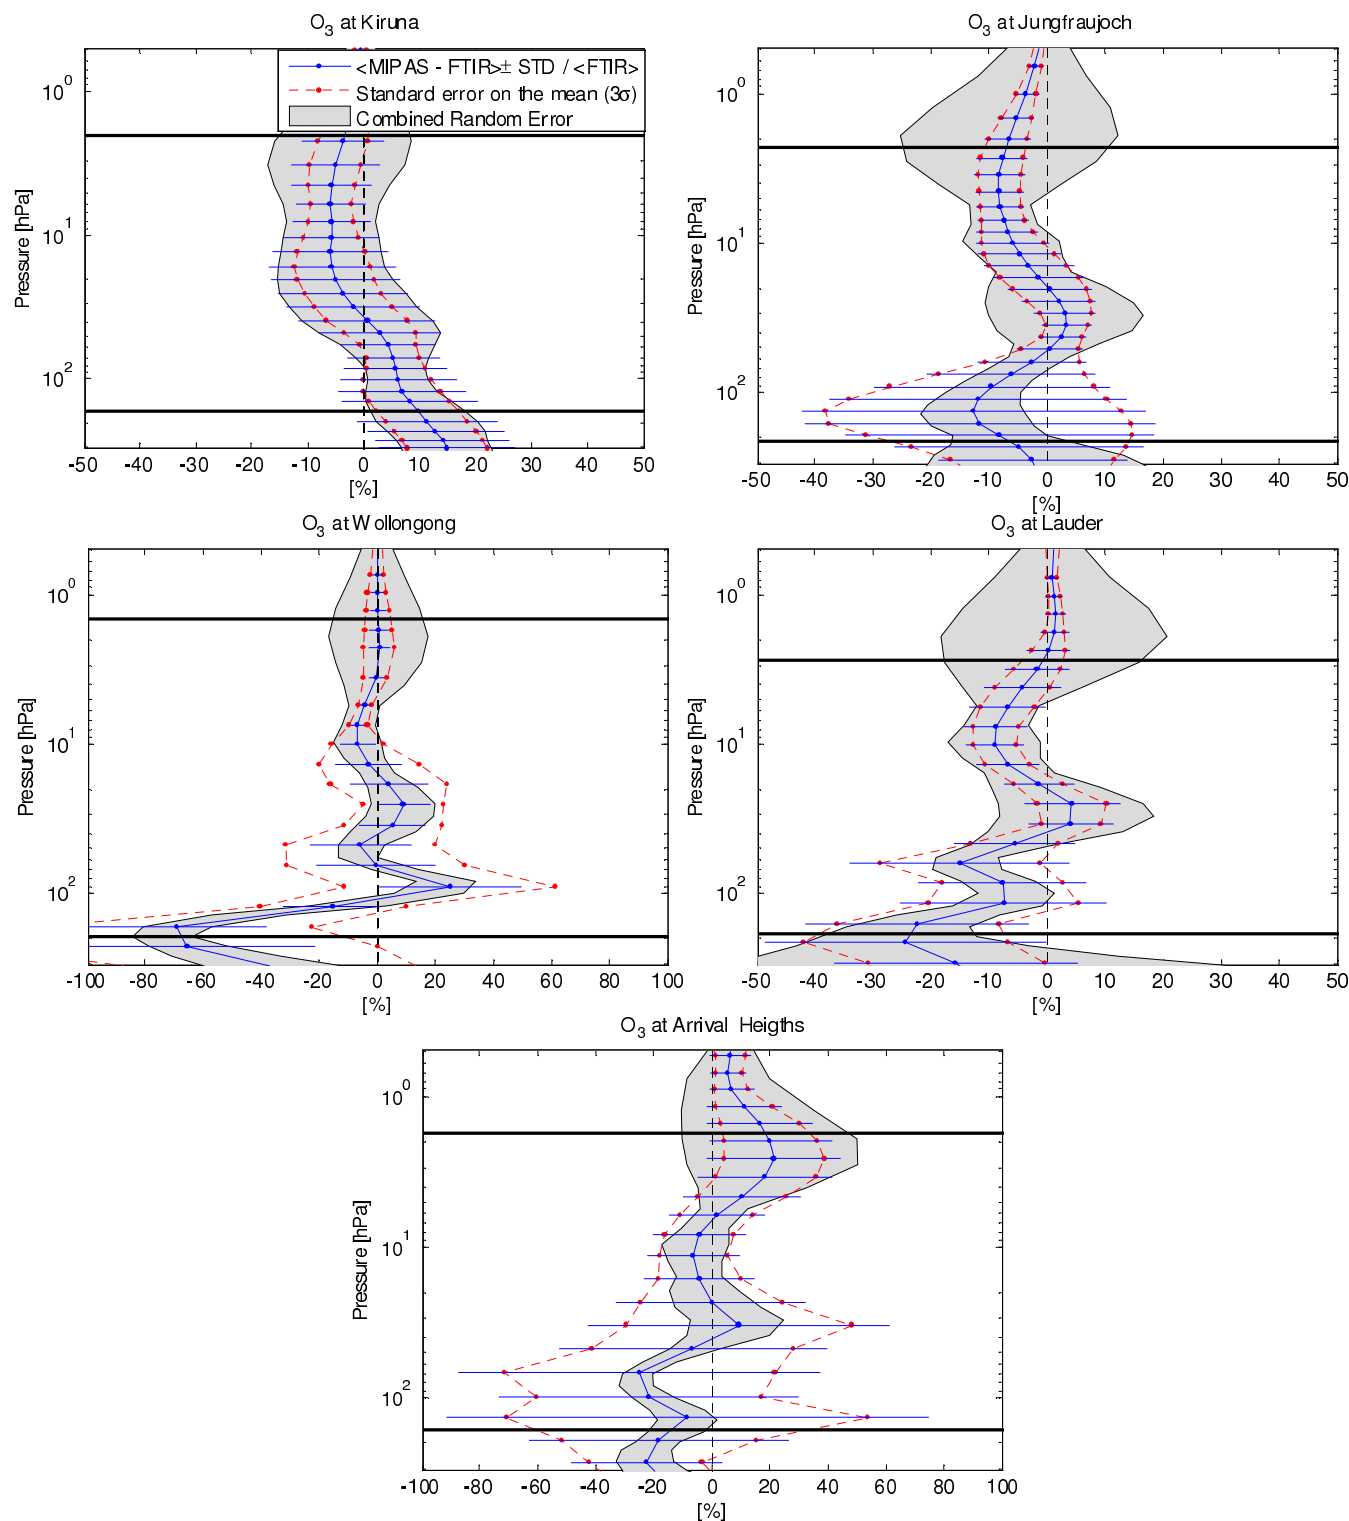 O3 at Kiruna
<MIPAS - FTIR>± STD / <FTIR>
Standard error on the mean (3σ)
Combined Random Error
Pressure [hPa]
10^0
10^1
10^2
-50 -40 -30 -20 -10 0 10 20 30 40 50
[%]
O3 at Jungfraujoch
Pressure [hPa]
10^0
10^1
10^2
-50 -40 -30 -20 -10 0 10 20 30 40 50
[%]
O3 at Wollongong
Pressure [hPa]
10^0
10^1
10^2
-100 -80 -60 -40 -20 0 20 40 60 80 100
[%]
O3 at Lauder
Pressure [hPa]
10^0
10^1
10^2
-50 -40 -30 -20 -10 0 10 20 30 40 50
[%]
O3 at Arrival Heigths
Pressure [hPa]
10^0
10^1
10^2
-100 -80 -60 -40 -20 0 20 40 60 80 100
[%]